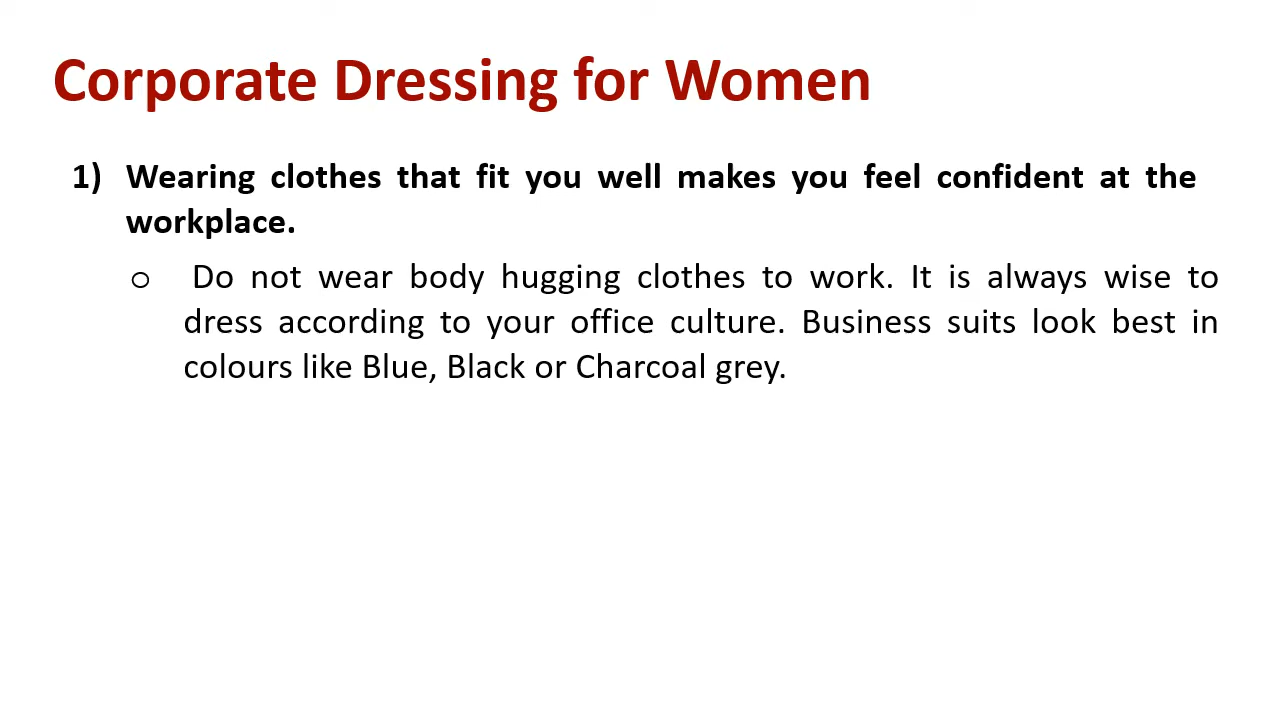 Corporate Dressing for Women
1) Wearing clothes that fit you well makes you feel confident at the
workplace.
o Do not wear body hugging clothes to work. It is always wise to
dress according to your office culture. Business suits look best in
colours like Blue, Black or Charcoal grey.